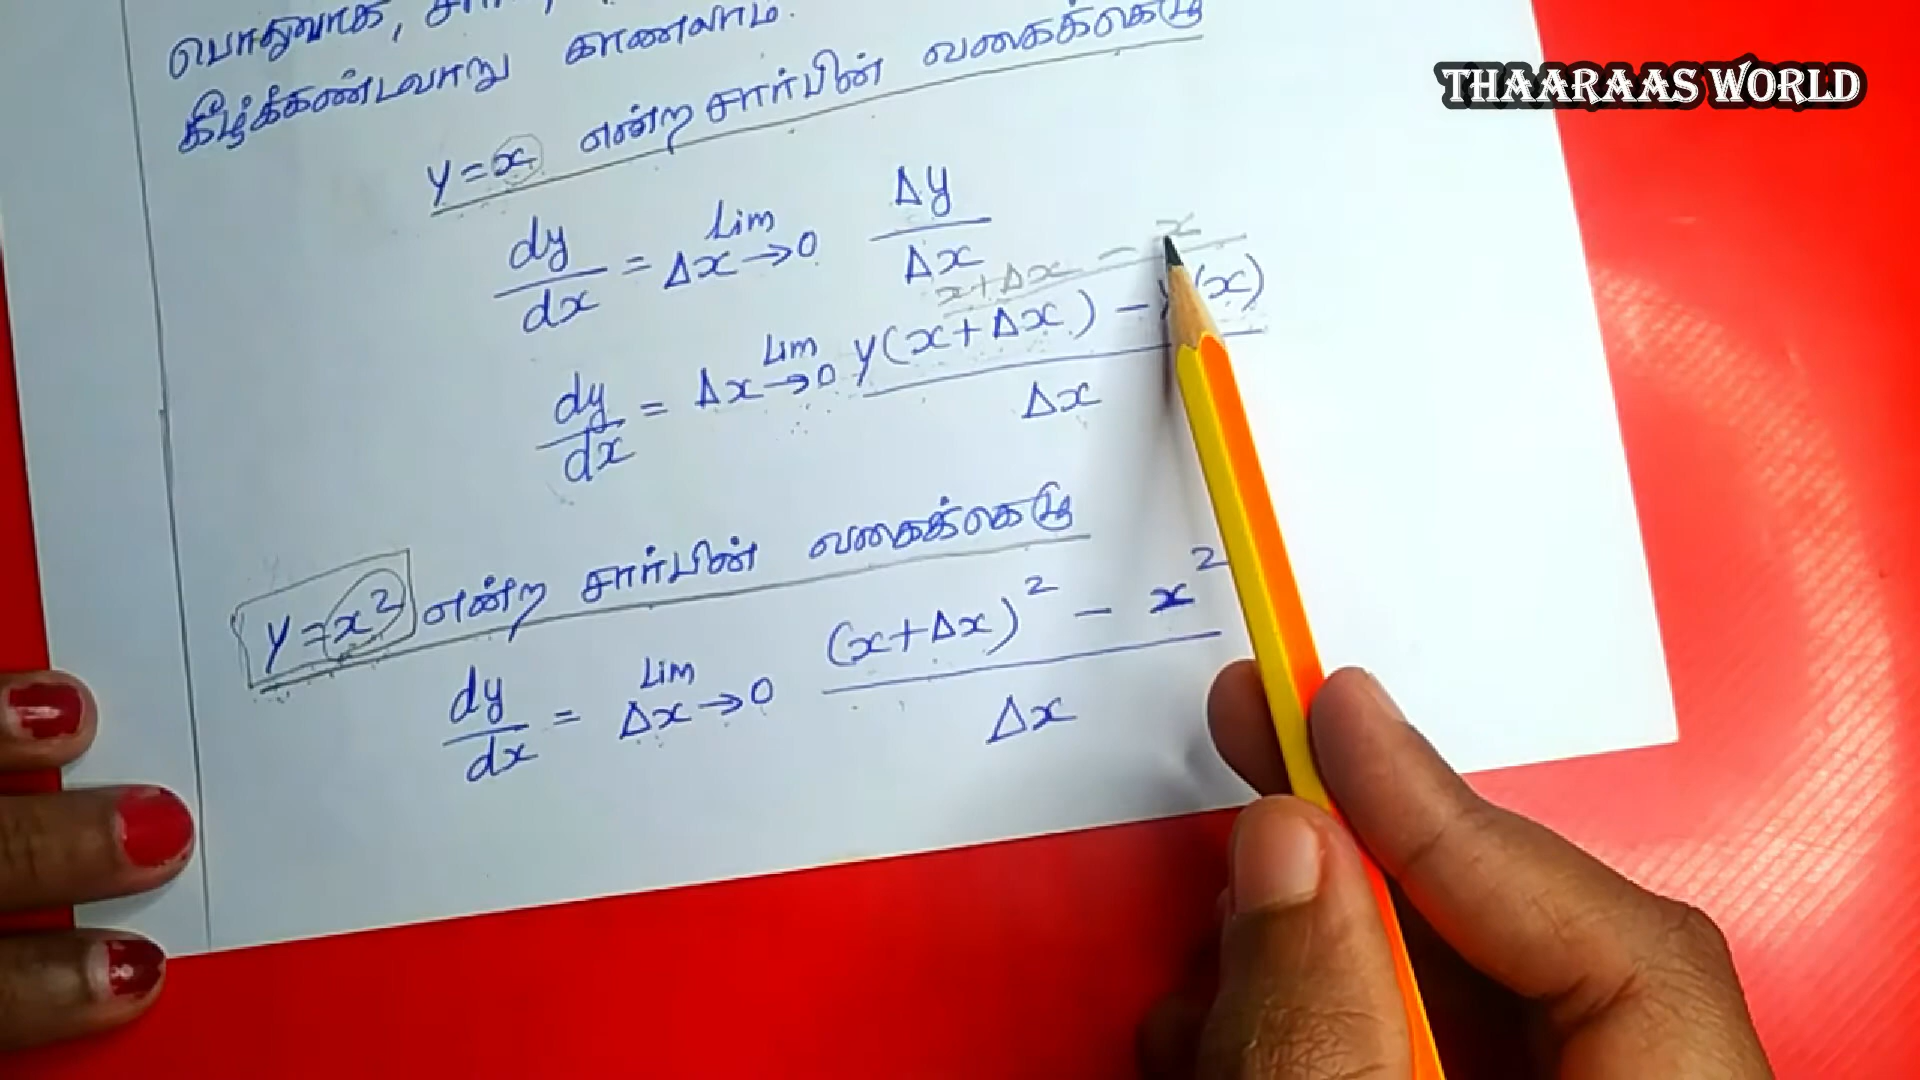 பொதுவாக,
கீழ்க்கண்டவாறு காணலாம்.
y = x என்ற சார்பின் வகைக்கெழு
dy/dx = Lim Δx→0 Δy/Δx
x+Δx − x
dy/dx = Lim Δx→0 y(x+Δx) − y(x) / Δx
y = x² என்ற சார்பின் வகைக்கெழு
dy/dx = Lim Δx→0 (x+Δx)² − x² / Δx
THAARAAS WORLD